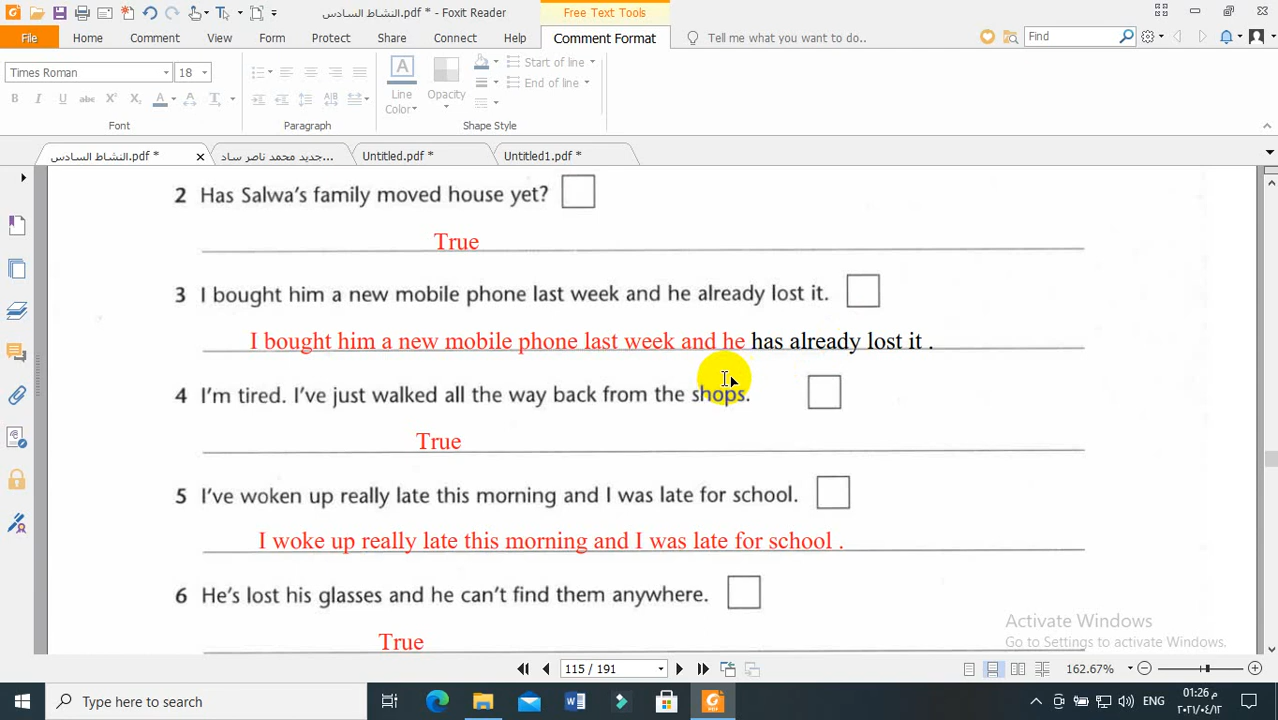 النشاط السادس.pdf * - Foxit Reader
Free Text Tools
File Home Comment View Form Protect Share Connect Help Comment Format Tell me what you want to do.. Find
Times Roman 18
Line Color Opacity
Start of line
End of line
Font Paragraph Shape Style
النشاط السادس.pdf * جديد محمد ناصر ساد... Untitled.pdf * Untitled1.pdf *
2 Has Salwa's family moved house yet?
True
3 I bought him a new mobile phone last week and he already lost it.
I bought him a new mobile phone last week and he has already lost it .
4 I'm tired. I've just walked all the way back from the shops.
True
5 I've woken up really late this morning and I was late for school.
I woke up really late this morning and I was late for school .
6 He's lost his glasses and he can't find them anywhere.
True
Activate Windows
Go to Settings to activate Windows.
115 / 191 162.67%
Type here to search ENG 01:26 م
٢٠٢١/٠٤/١٢